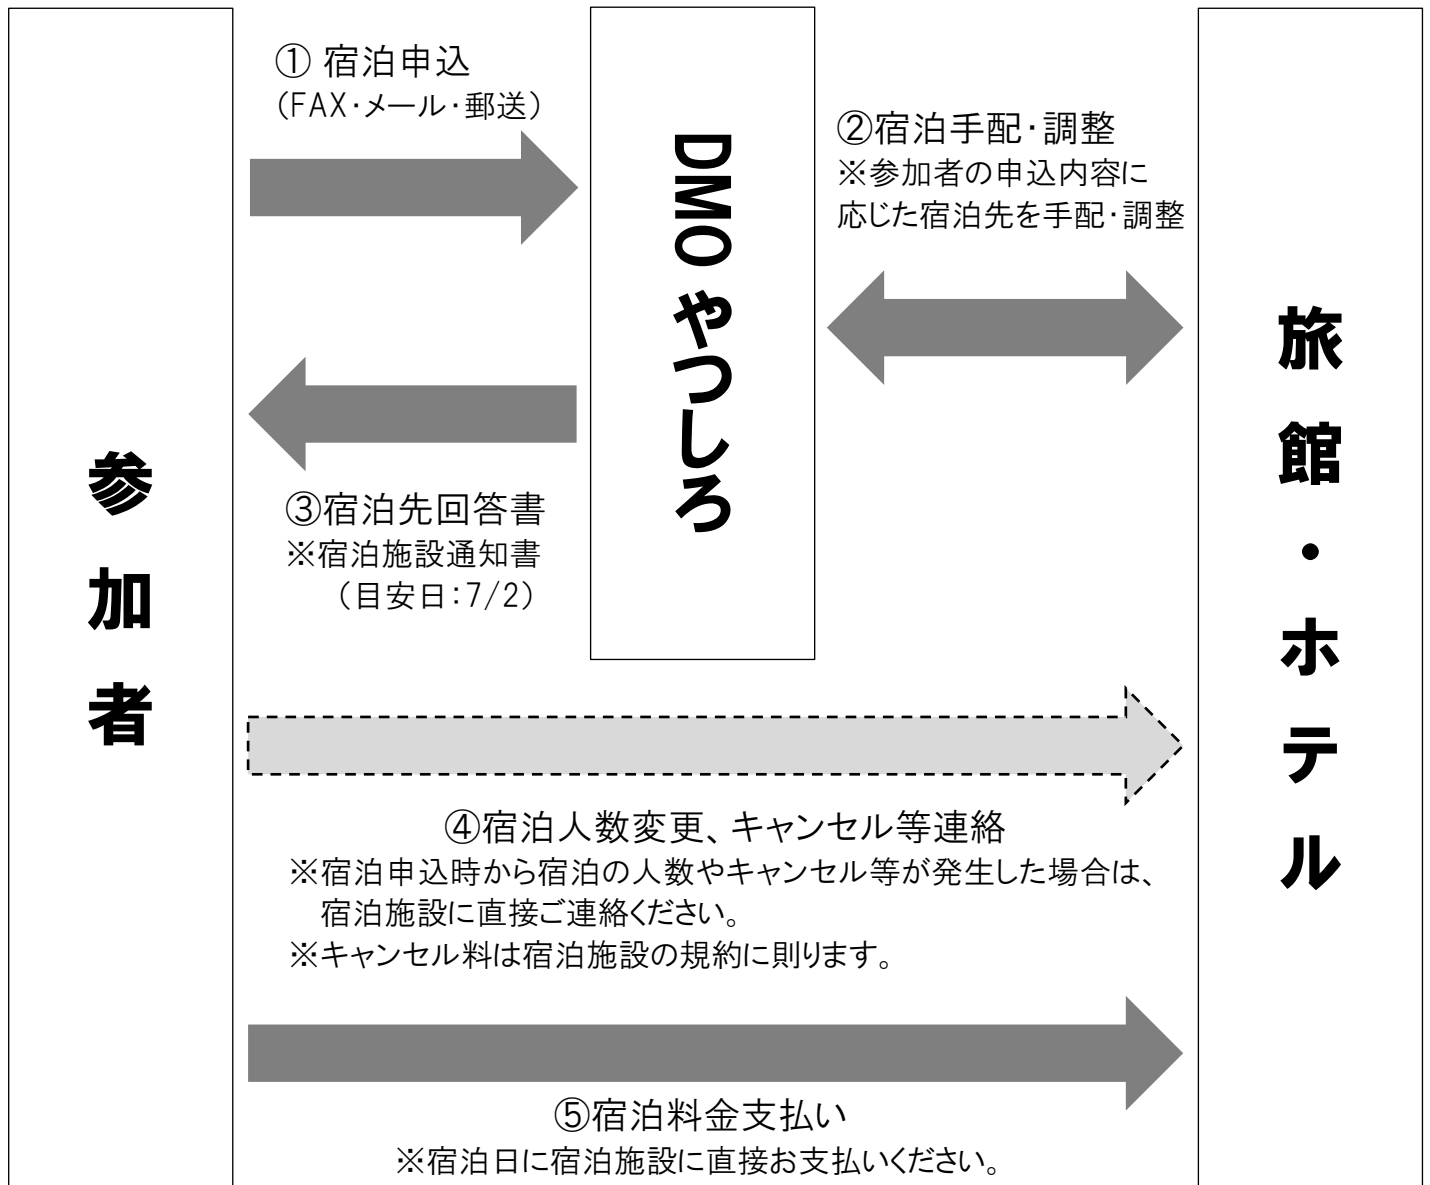 ① 宿泊申込
（FAX・メール・郵送）
②宿泊手配・調整
※参加者の申込内容に
応じた宿泊先を手配・調整
DMO やつしろ
参加者
旅館・ホテル
③宿泊先回答書
※宿泊施設通知書
（目安日：7/2）
④宿泊人数変更、キャンセル等連絡
※宿泊申込時から宿泊の人数やキャンセル等が発生した場合は、
宿泊施設に直接ご連絡ください。
※キャンセル料は宿泊施設の規約に則ります。
⑤宿泊料金支払い
※宿泊日に宿泊施設に直接お支払いください。